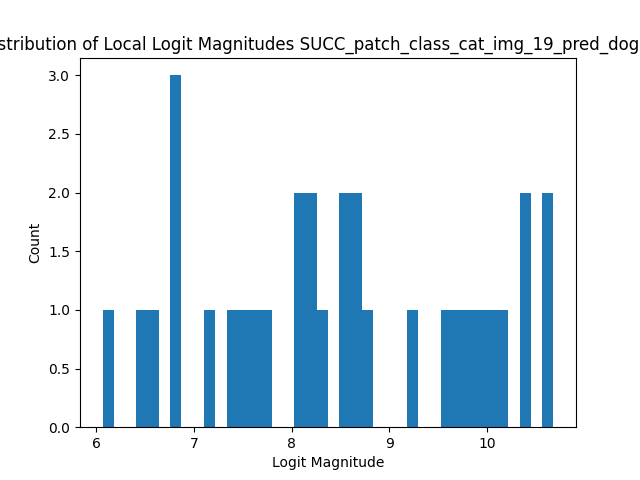 stribution of Local Logit Magnitudes SUCC_patch_class_cat_img_19_pred_dog
3.0
2.5
2.0
1.5
1.0
0.5
0.0
Count
6 7 8 9 10
Logit Magnitude